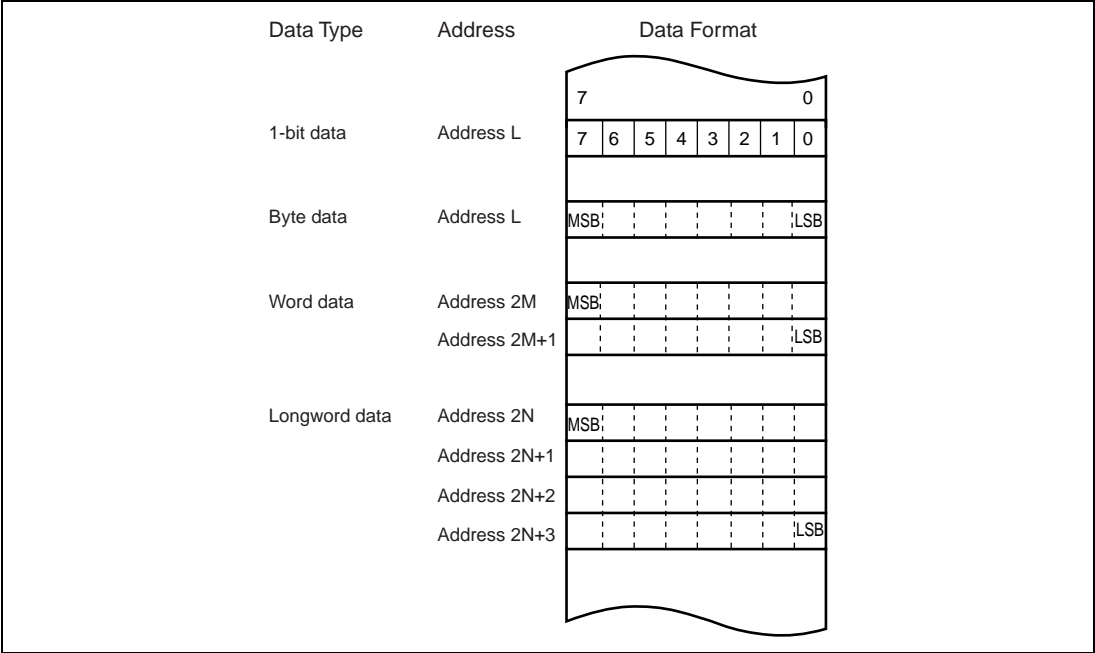 Data Type Address Data Format
7 0
1-bit data Address L 7 6 5 4 3 2 1 0
Byte data Address L MSB LSB
Word data Address 2M MSB
Address 2M+1 LSB
Longword data Address 2N MSB
Address 2N+1
Address 2N+2
Address 2N+3 LSB